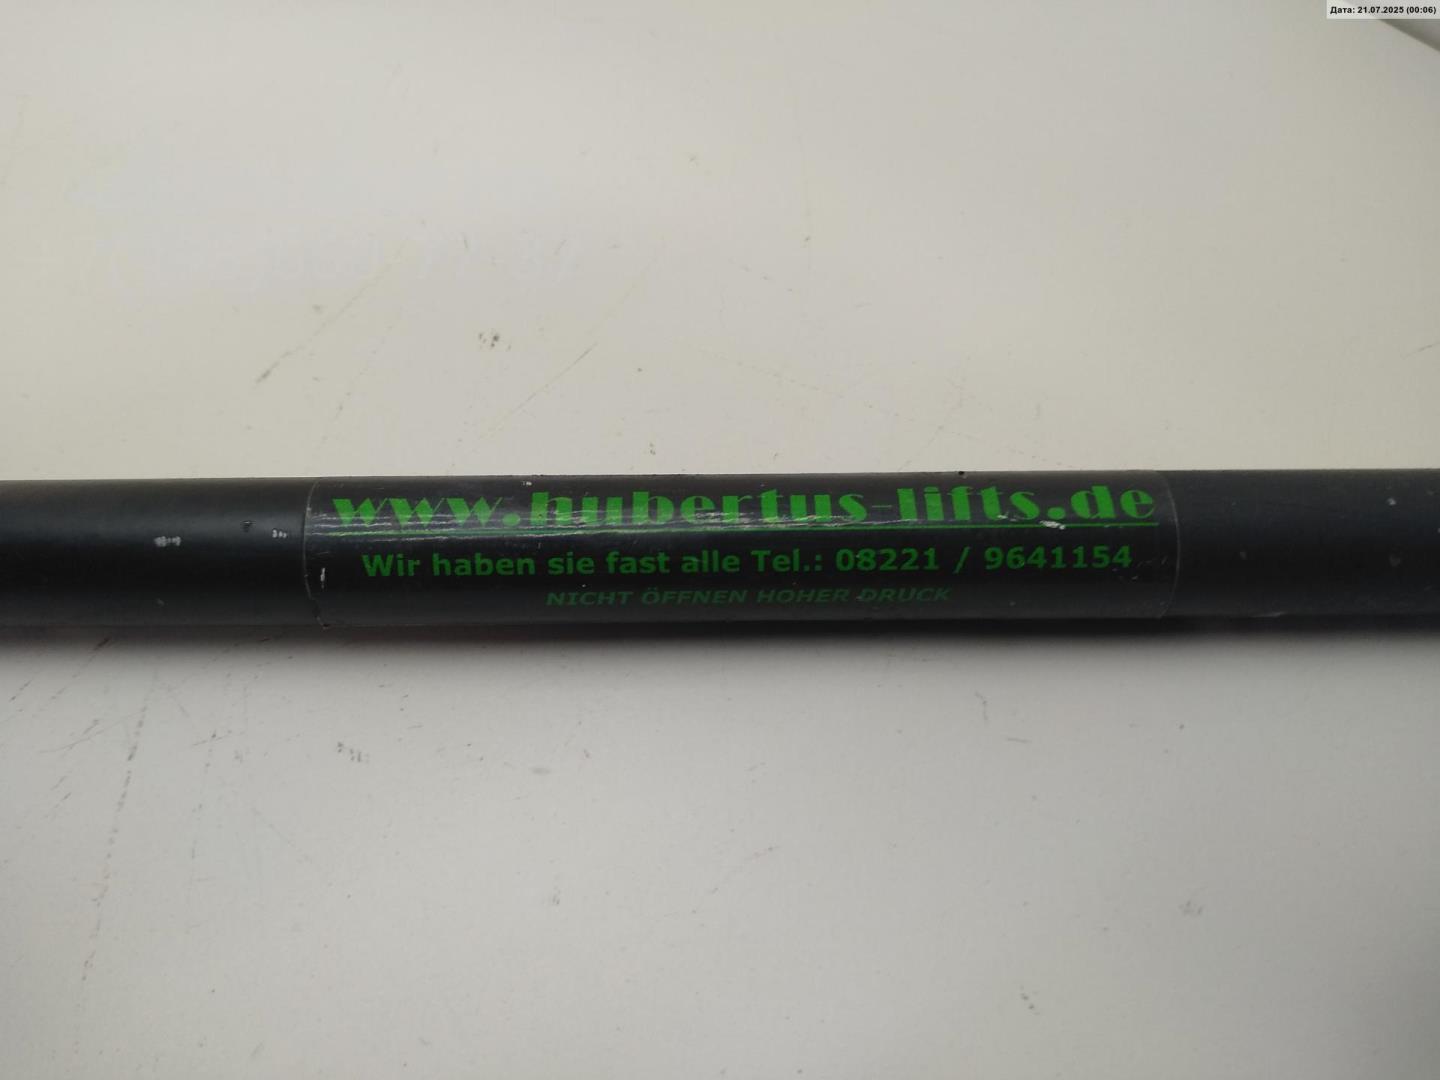 Дата: 21.07.2025 (00:06)
www.hubertus-lifts.de
Wir haben sie fast alle Tel.: 08221 / 9641154
NICHT ÖFFNEN HOHER DRUCK